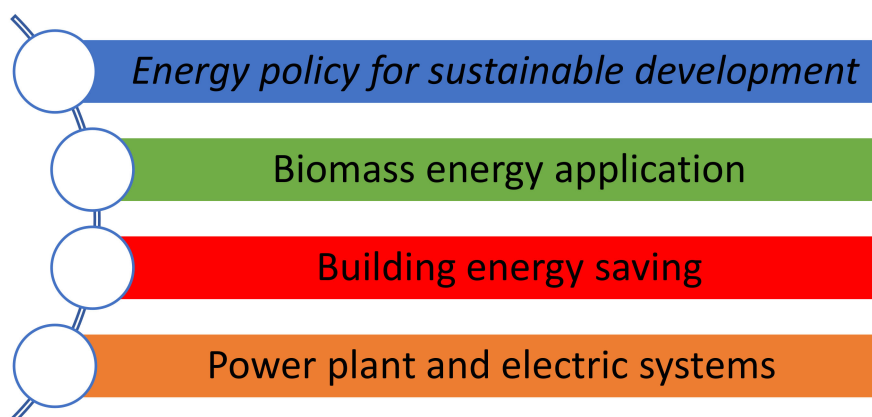 Energy policy for sustainable development
Biomass energy application
Building energy saving
Power plant and electric systems